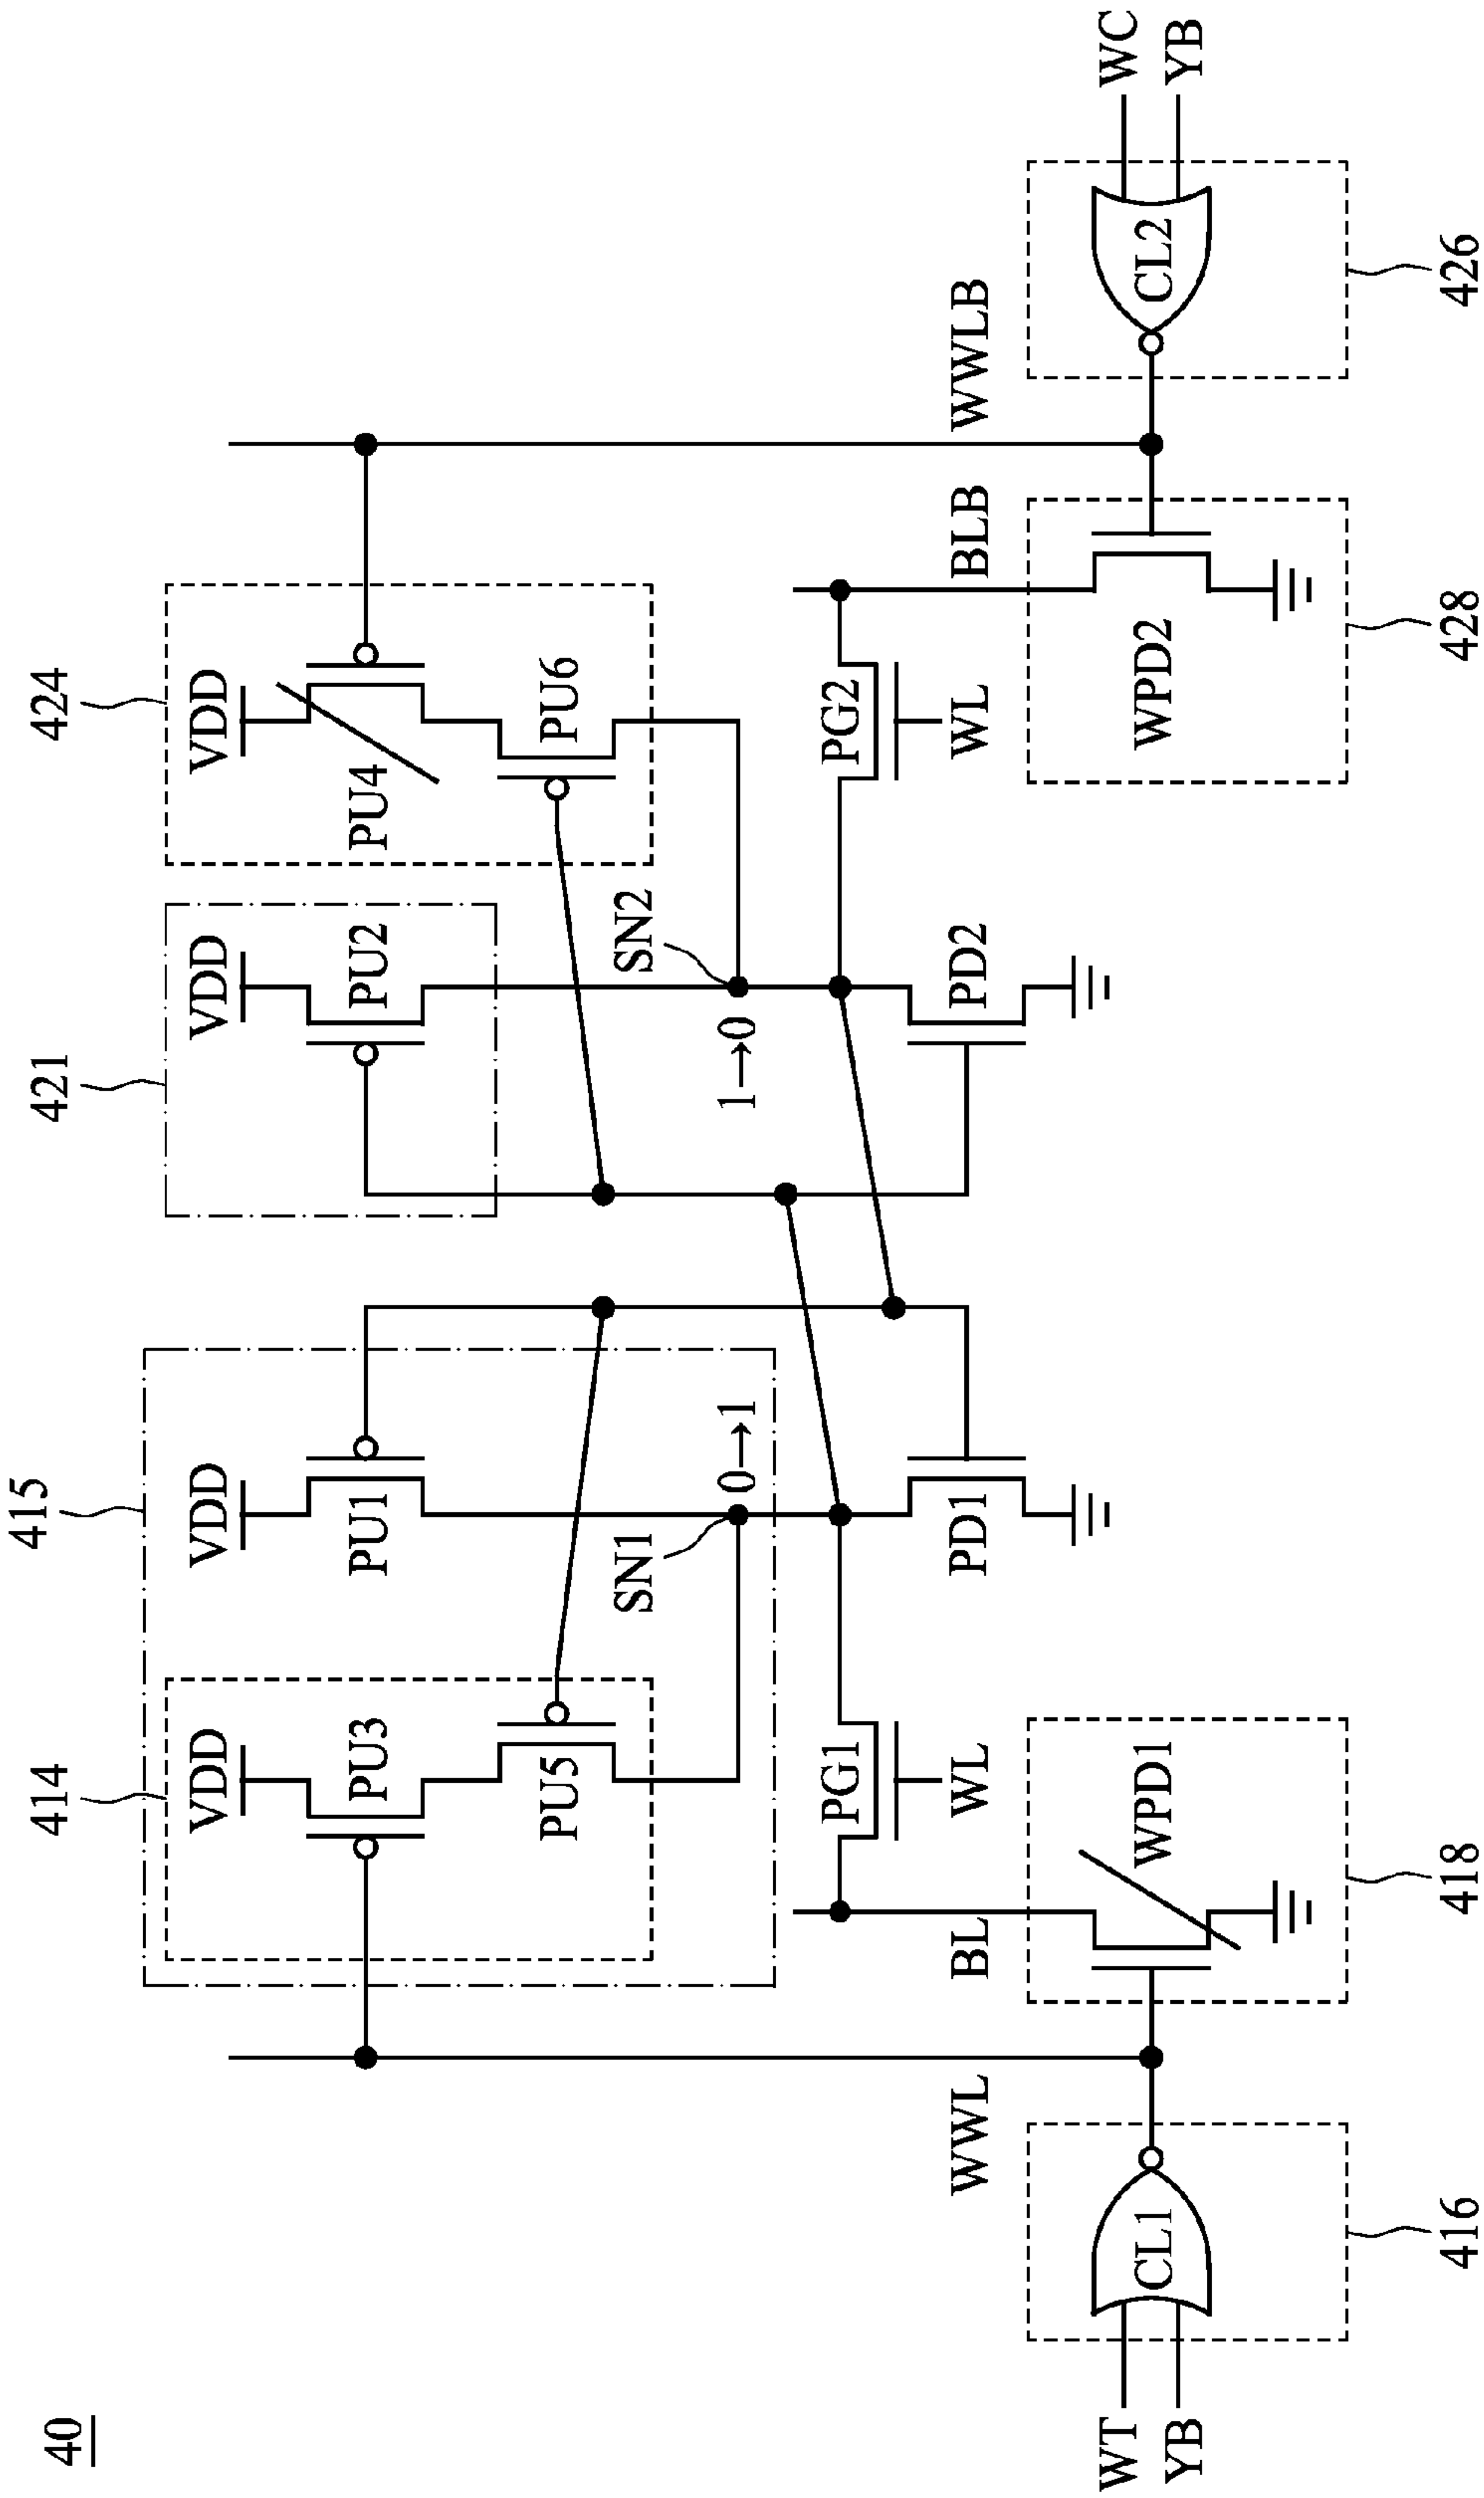 40
414
415
421
424
VDD
VDD
VDD
VDD
PU3
PU1
PU2
PU4
PU5
PU6
SN1
SN2
0→1
1→0
PG1
PG2
WWL
BL
WL
PD1
PD2
WL
BLB
WWLB
WT
YB
CL1
WPD1
WPD2
CL2
WC
YB
416
418
428
426